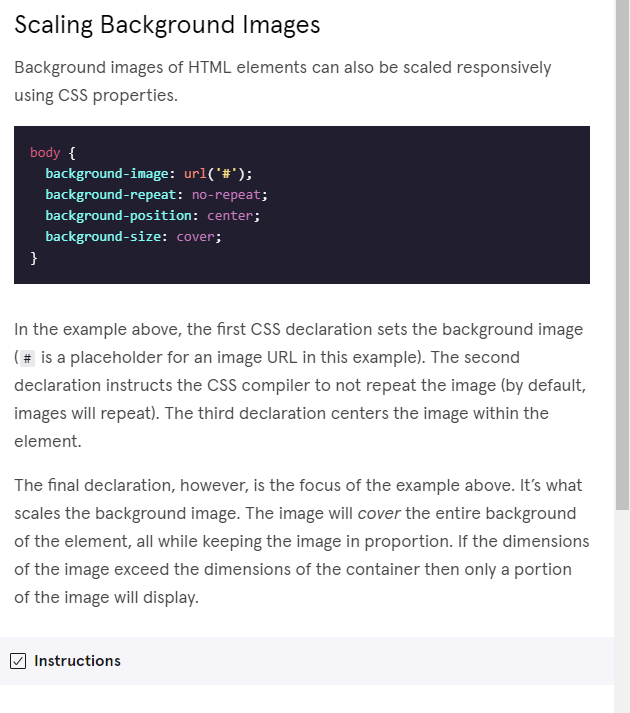 Scaling Background Images
Background images of HTML elements can also be scaled responsively
using CSS properties.
body {
  background-image: url('#');
  background-repeat: no-repeat;
  background-position: center;
  background-size: cover;
}
In the example above, the first CSS declaration sets the background image
( # is a placeholder for an image URL in this example). The second
declaration instructs the CSS compiler to not repeat the image (by default,
images will repeat). The third declaration centers the image within the
element.
The final declaration, however, is the focus of the example above. It’s what
scales the background image. The image will cover the entire background
of the element, all while keeping the image in proportion. If the dimensions
of the image exceed the dimensions of the container then only a portion
of the image will display.
Instructions